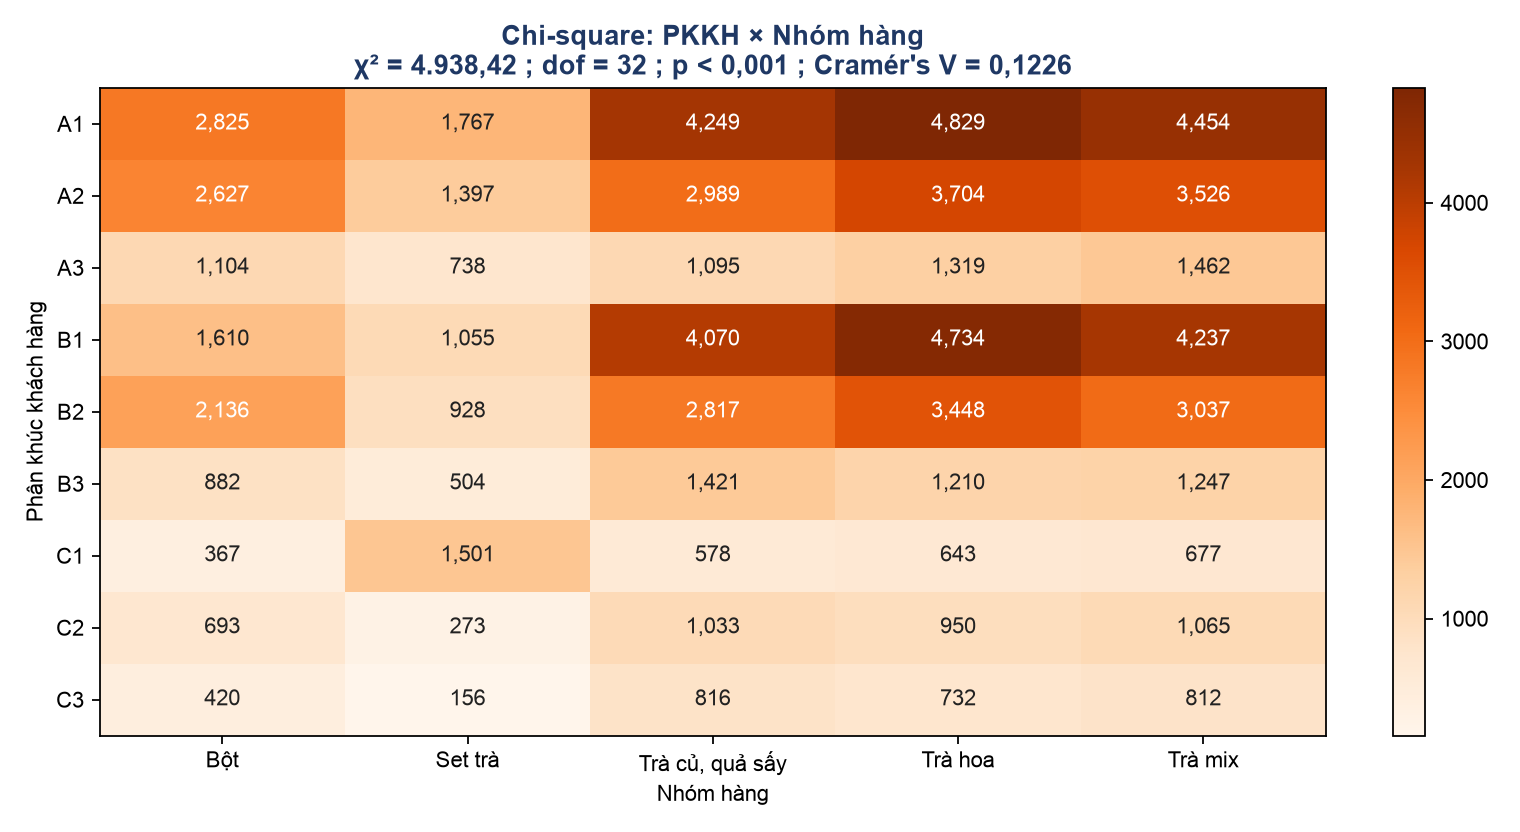 Chi-square: PKKH × Nhóm hàng
χ² = 4.938,42 ; dof = 32 ; p < 0,001 ; Cramér's V = 0,1226
Phân khúc khách hàng
A1 2,825 1,767 4,249 4,829 4,454
A2 2,627 1,397 2,989 3,704 3,526
A3 1,104 738 1,095 1,319 1,462
B1 1,610 1,055 4,070 4,734 4,237
B2 2,136 928 2,817 3,448 3,037
B3 882 504 1,421 1,210 1,247
C1 367 1,501 578 643 677
C2 693 273 1,033 950 1,065
C3 420 156 816 732 812
Bột Set trà Trà củ, quả sấy Trà hoa Trà mix
Nhóm hàng
4000
3000
2000
1000